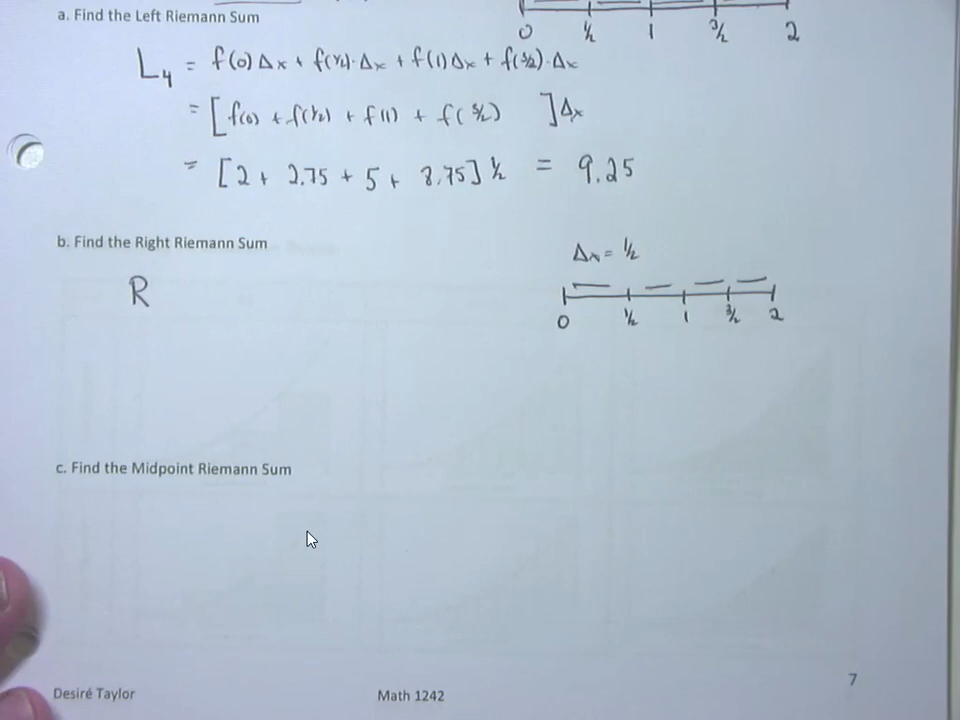 a. Find the Left Riemann Sum
0 ½ 1 3/2 2
L₄ = f(0)Δx + f(½)·Δx + f(1)Δx + f(3/2)·Δx
= [f(0) + f(½) + f(1) + f(3/2) ]Δx
= [2 + 2.75 + 5 + 8.75] ½ = 9.25
b. Find the Right Riemann Sum
Δx = ½
R
0 ½ 1 3/2 2
c. Find the Midpoint Riemann Sum
7
Desiré Taylor Math 1242